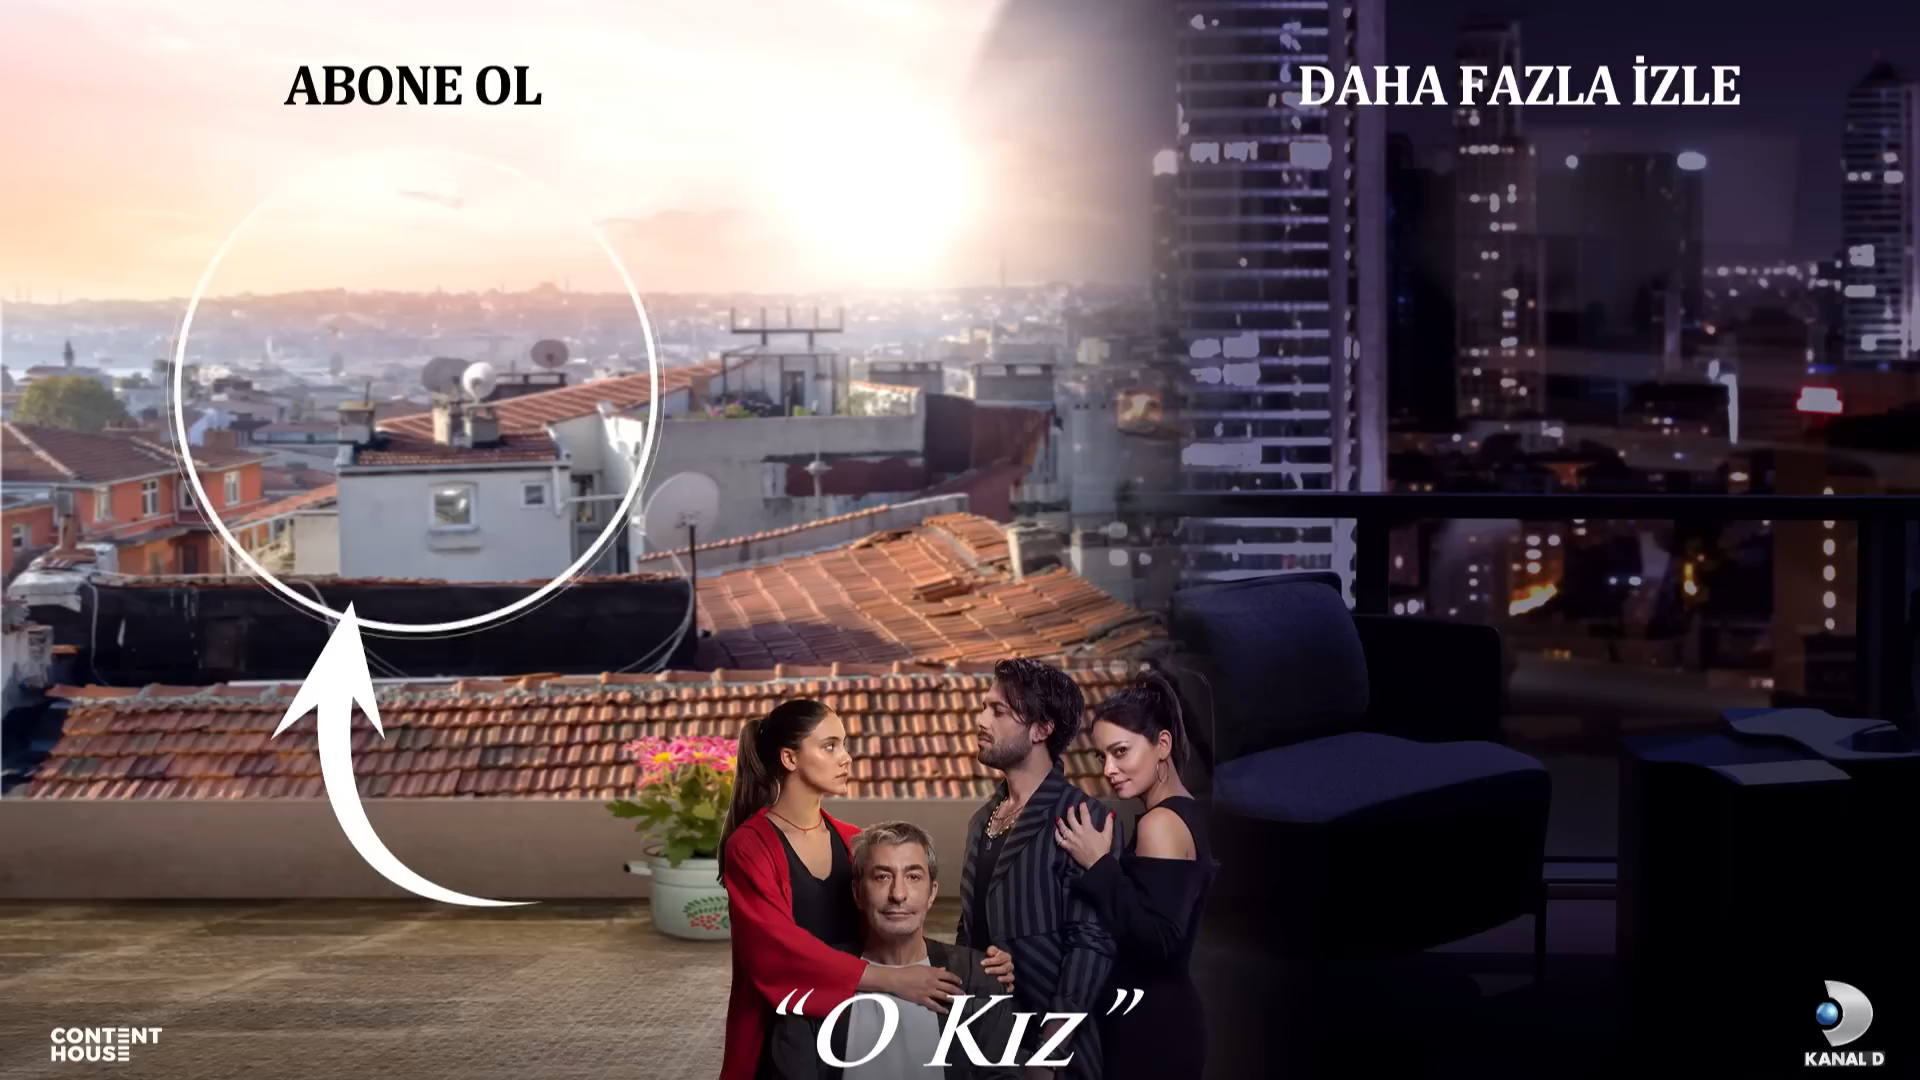 ABONE OL
DAHA FAZLA İZLE
“O Kız”
CONTENT
HOUSE
KANAL D